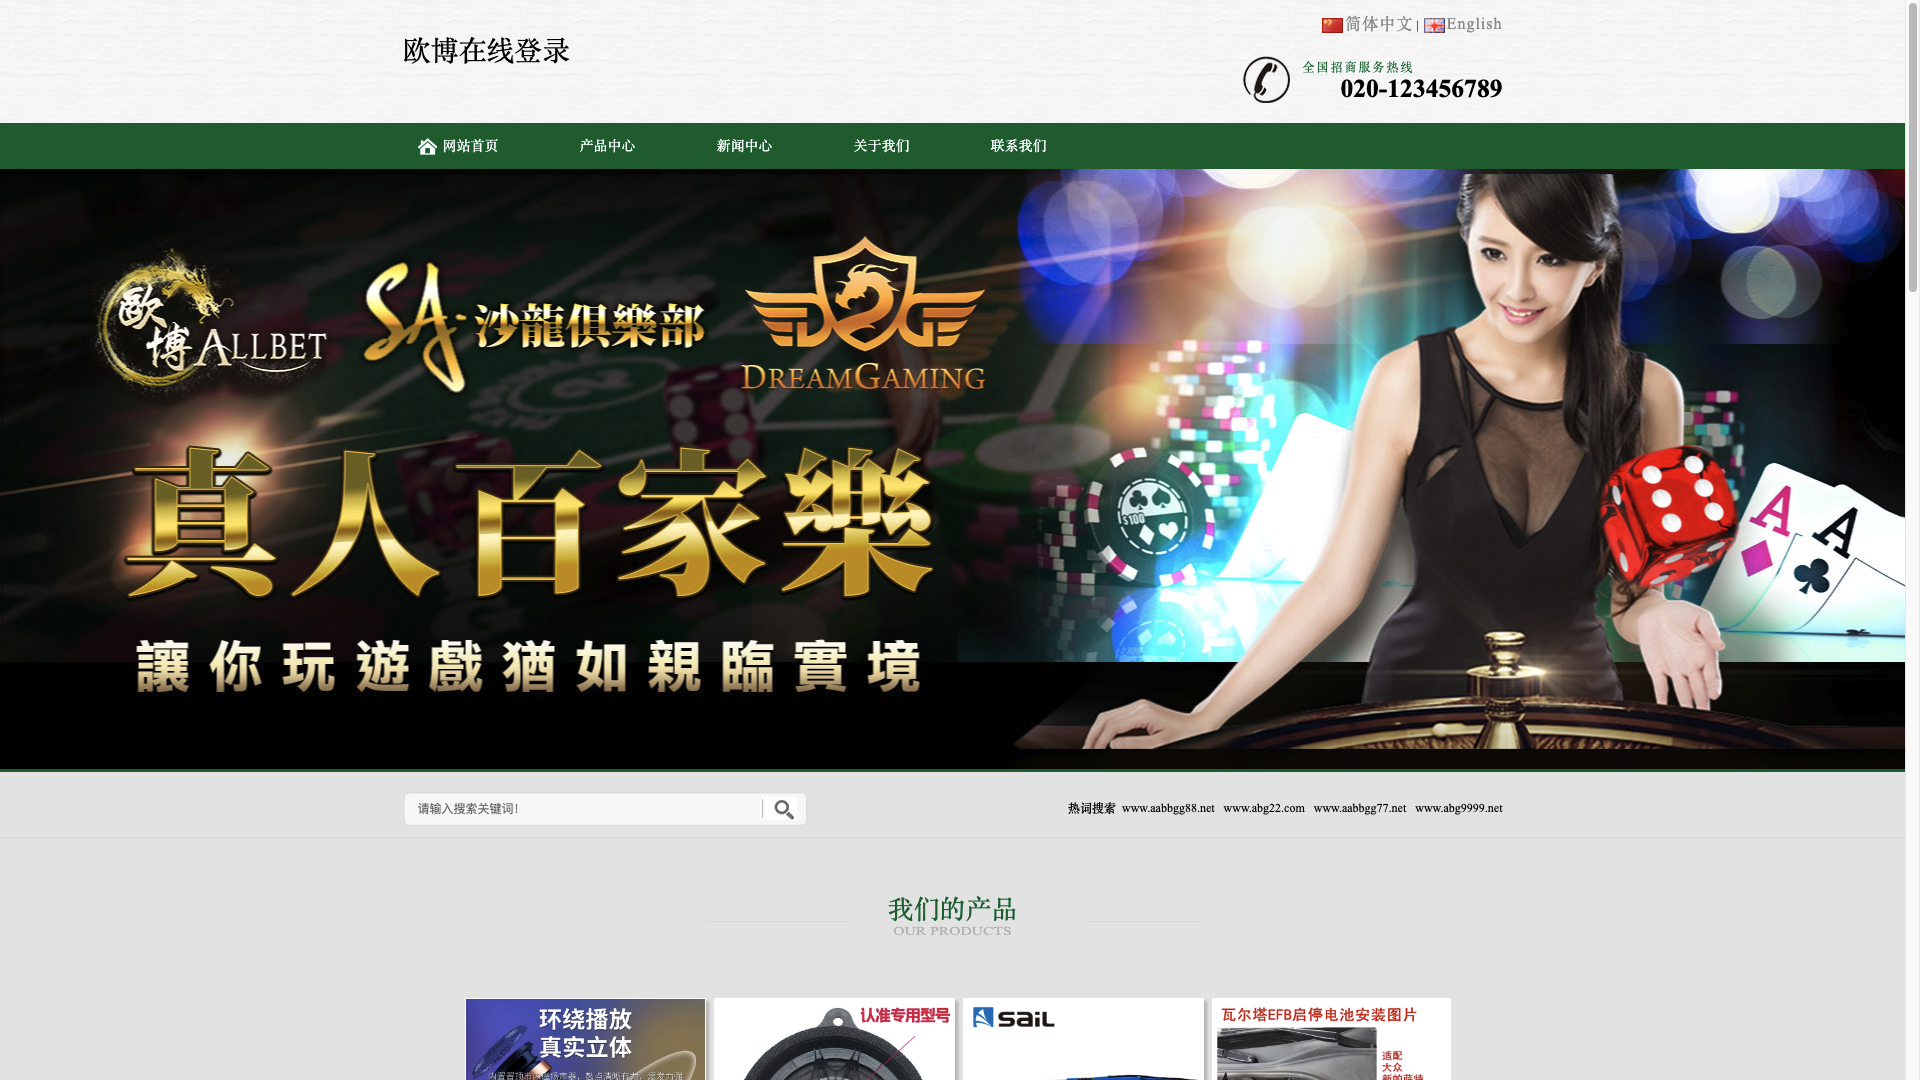 简体中文 | English
欧博在线登录
全国招商服务热线
020-123456789
网站首页 产品中心 新闻中心 关于我们 联系我们
歐博 ALLBET
SA 沙龍俱樂部
DREAMGAMING
真人百家樂
讓你玩遊戲猶如親臨實境
$100
A A
请输入搜索关键词!
热词搜索 www.aabbgg88.net www.abg22.com www.aabbgg77.net www.abg9999.net
我们的产品
OUR PRODUCTS
环绕播放
真实立体
认准专用型号
SAIL
瓦尔塔EFB启停电池安装图片
适配
大众